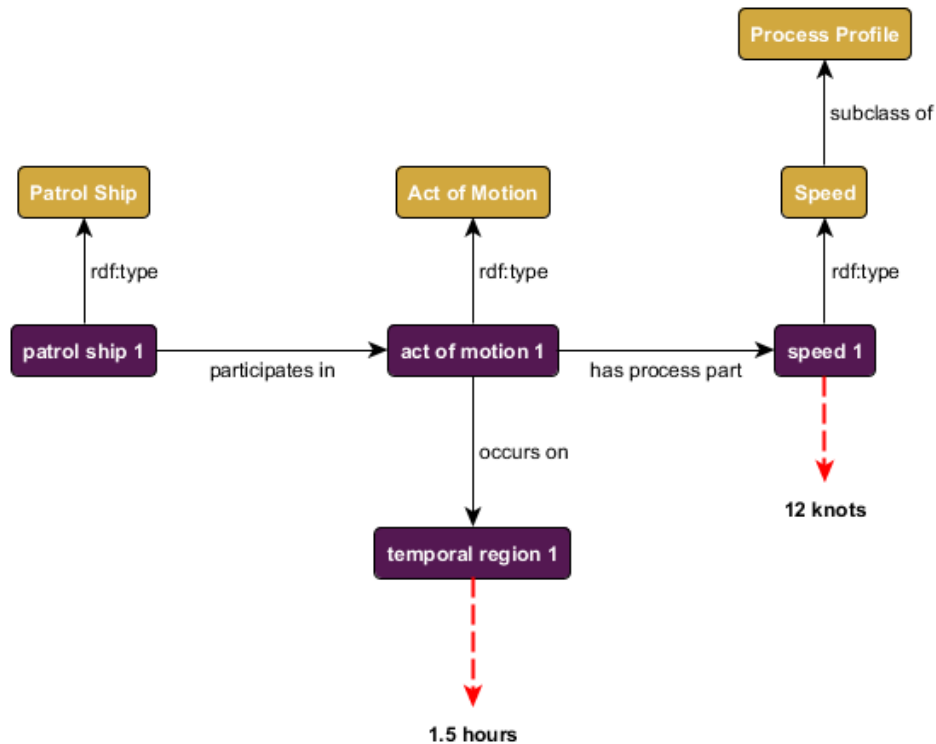 Process Profile
subclass of
Patrol Ship
Act of Motion
Speed
rdf:type
rdf:type
rdf:type
patrol ship 1
act of motion 1
speed 1
participates in
has process part
occurs on
12 knots
temporal region 1
1.5 hours